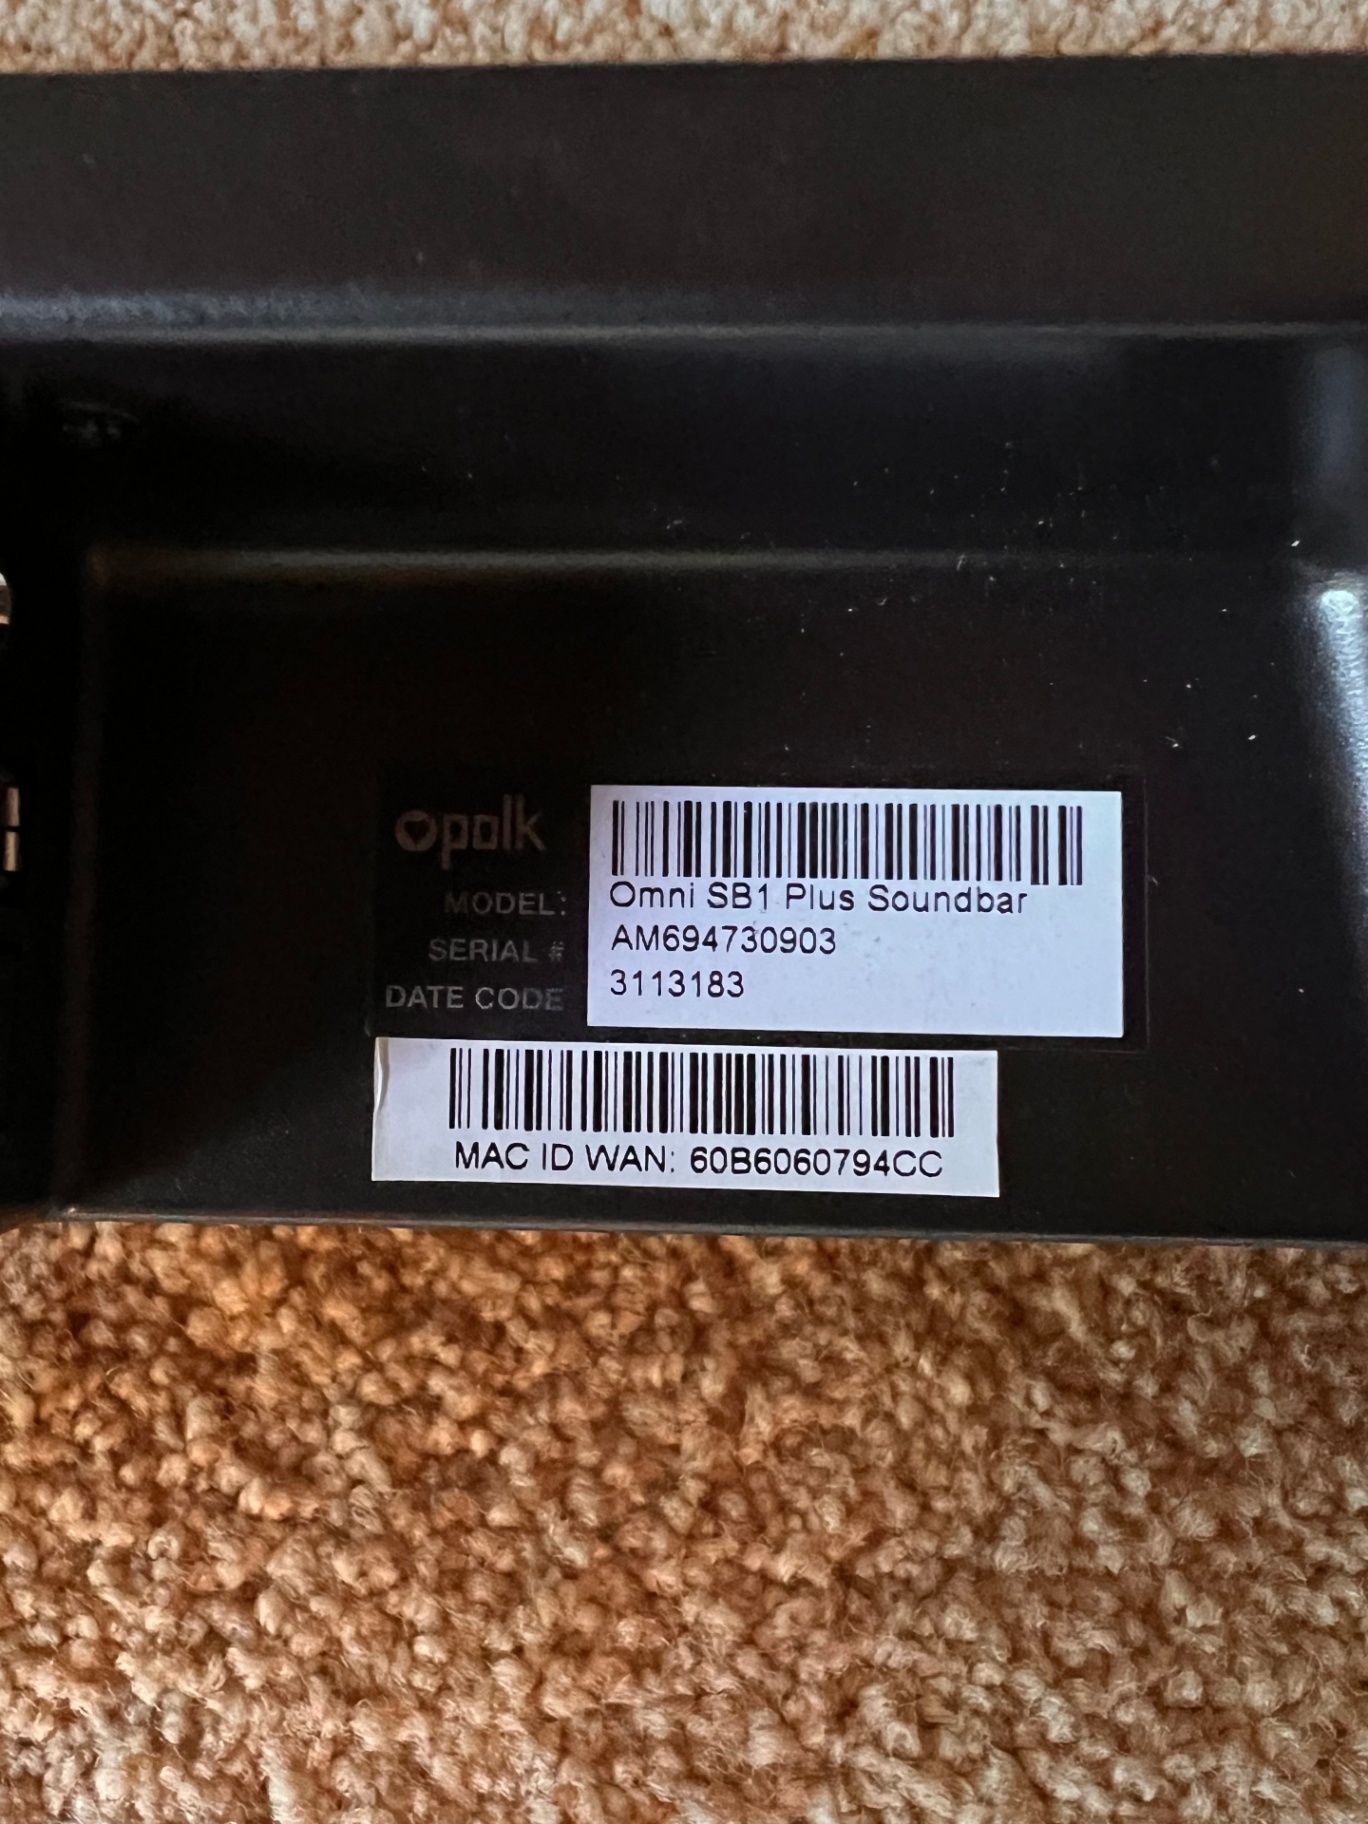 polk
MODEL: Omni SB1 Plus Soundbar
SERIAL # AM694730903
DATE CODE 3113183
MAC ID WAN: 60B6060794CC